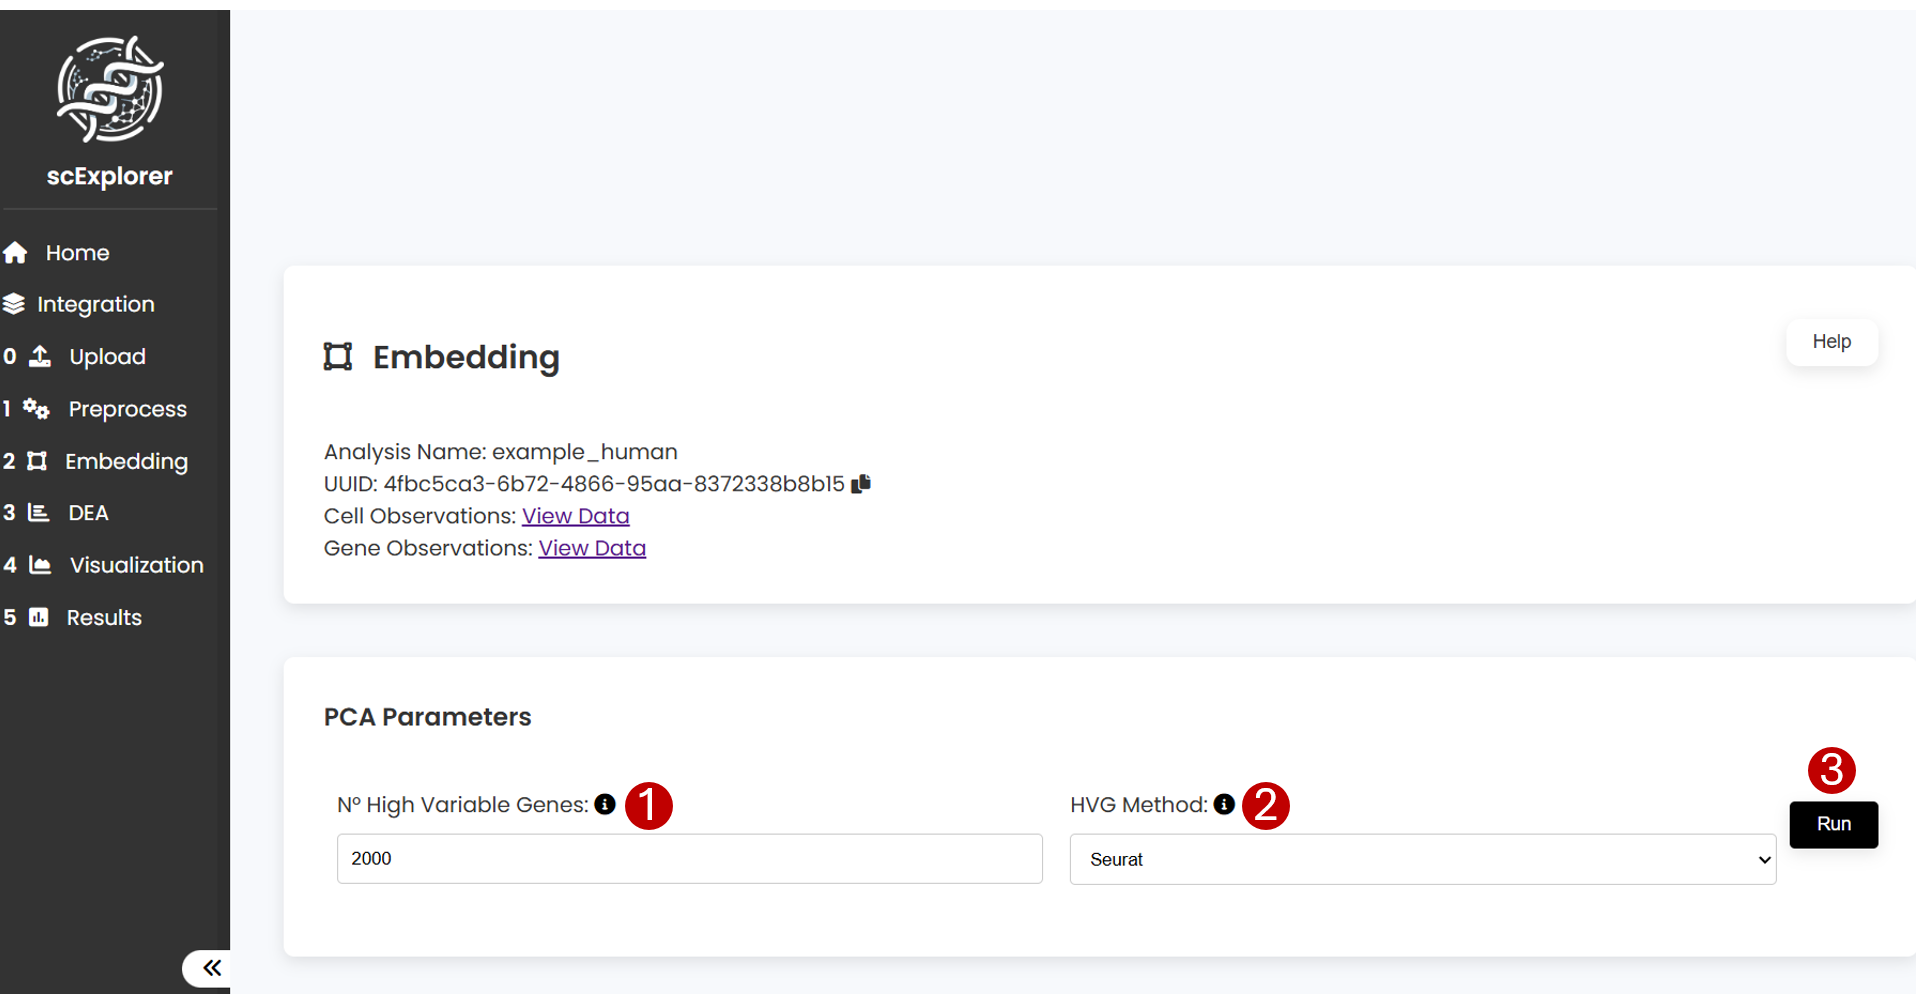 scExplorer
Home
Integration
0 Upload
1 Preprocess
2 Embedding
3 DEA
4 Visualization
5 Results
Embedding
Help
Analysis Name: example_human
UUID: 4fbc5ca3-6b72-4866-95aa-8372338b8b15
Cell Observations: View Data
Gene Observations: View Data
PCA Parameters
Nº High Variable Genes: 1
2000
HVG Method: 2
Seurat
3
Run